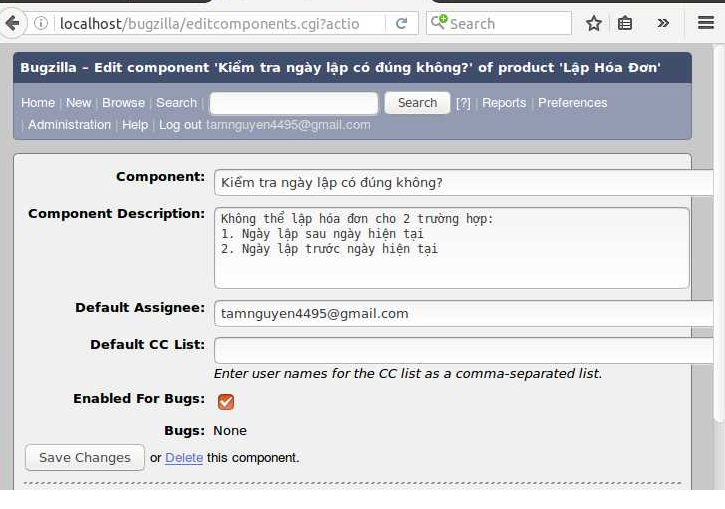 localhost/bugzilla/editcomponents.cgi?actio
Search
Bugzilla – Edit component 'Kiểm tra ngày lập có đúng không?' of product 'Lập Hóa Đơn'
Home | New | Browse | Search | Search [?] | Reports | Preferences
| Administration | Help | Log out tamnguyen4495@gmail.com
Component: Kiểm tra ngày lập có đúng không?
Component Description: Không thể lập hóa đơn cho 2 trường hợp:
1. Ngày lập sau ngày hiện tại
2. Ngày lập trước ngày hiện tại
Default Assignee: tamnguyen4495@gmail.com
Default CC List:
Enter user names for the CC list as a comma-separated list.
Enabled For Bugs:
Bugs: None
Save Changes or Delete this component.